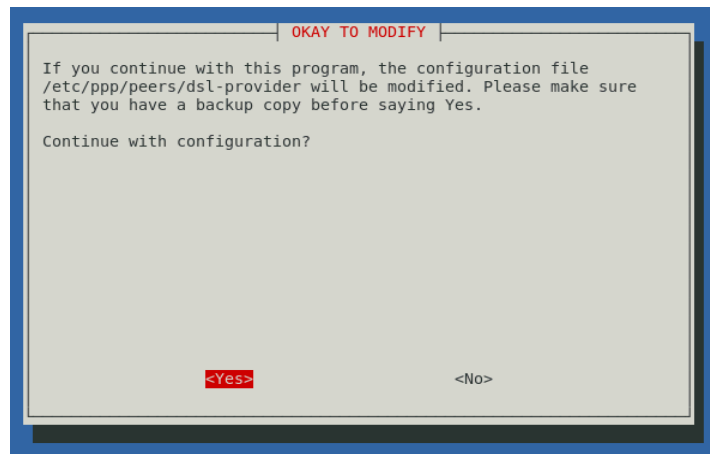 OKAY TO MODIFY
If you continue with this program, the configuration file
/etc/ppp/peers/dsl-provider will be modified. Please make sure
that you have a backup copy before saying Yes.
Continue with configuration?
<Yes> <No>